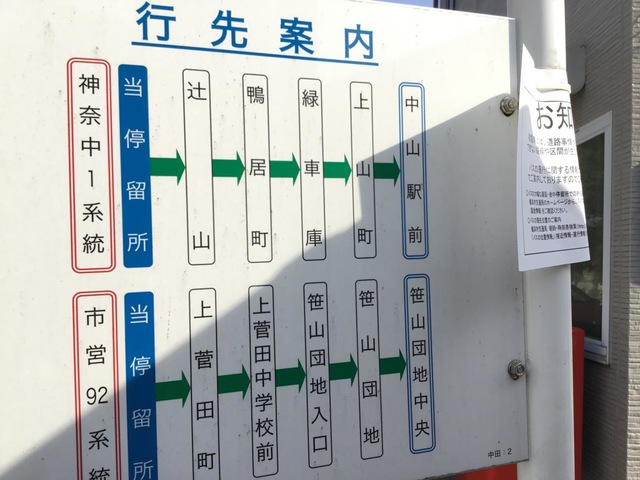 行先案内
神奈中1系統
当停留所
辻山
鴨居町
緑車庫
上山町
中山駅前
市営92系統
当停留所
上菅田町
上菅田中学校前
笹山団地入口
笹山団地
笹山団地中央
中田:2
お知